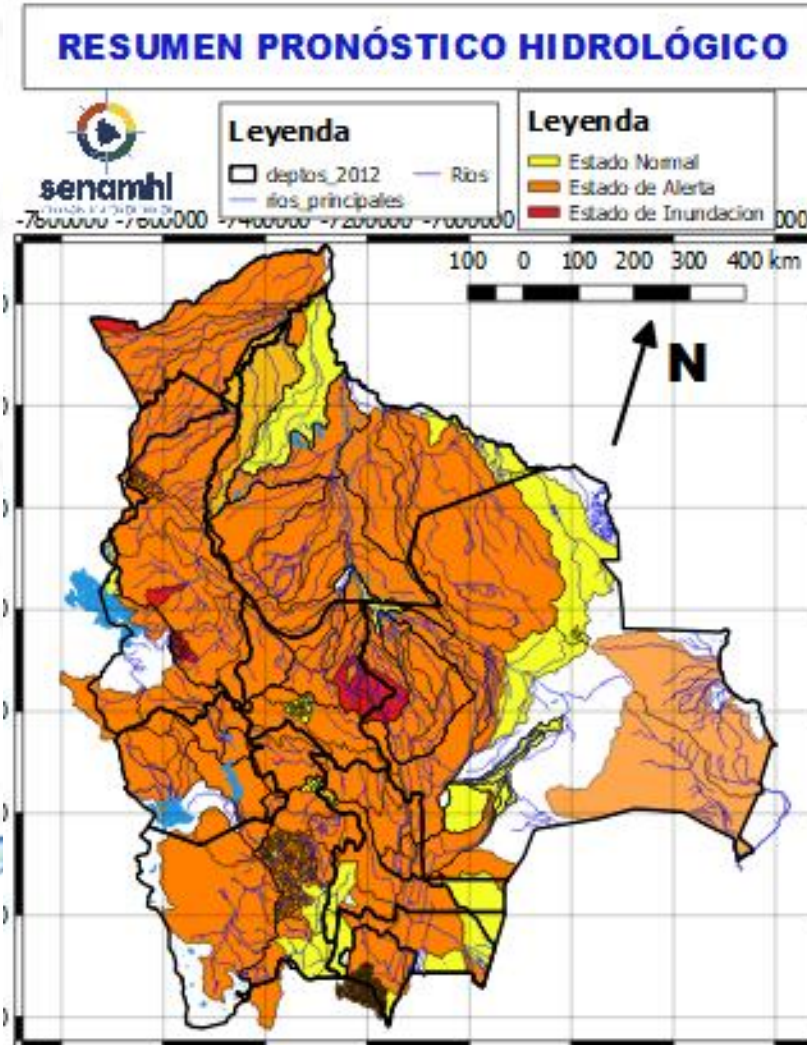 RESUMEN PRONÓSTICO HIDROLÓGICO
senamhi
Leyenda
deptos_2012
Rios
rios_principales
Leyenda
Estado Normal
Estado de Alerta
Estado de Inundacion
-7600000 -7400000 -7200000 -7000000
100 0 100 200 300 400 km
N